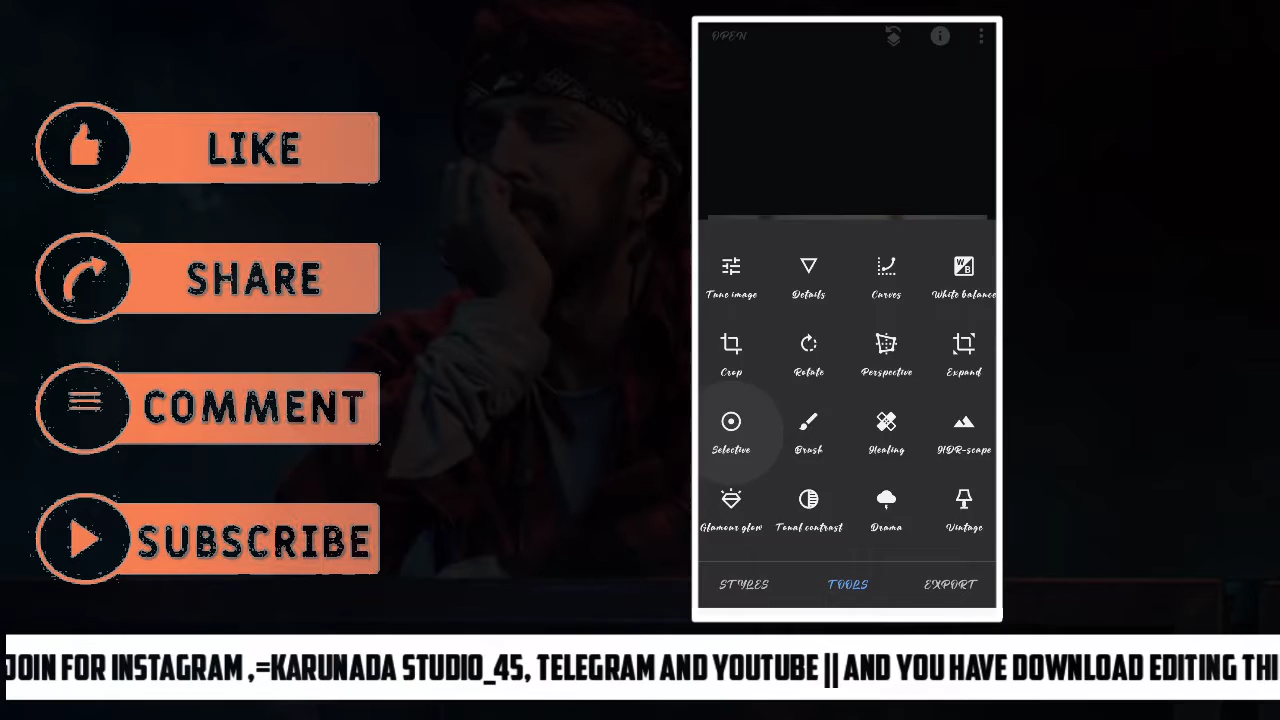 LIKE
SHARE
COMMENT
SUBSCRIBE
OPEN
Tune image Details Curves White balance
Crop Rotate Perspective Expand
Selective Brush Healing HDR-scape
Glamour glow Tonal contrast Drama Vintage
STYLES TOOLS EXPORT
JOIN FOR INSTAGRAM ,=KARUNADA STUDIO_45, TELEGRAM AND YOUTUBE || AND YOU HAVE DOWNLOAD EDITING THI